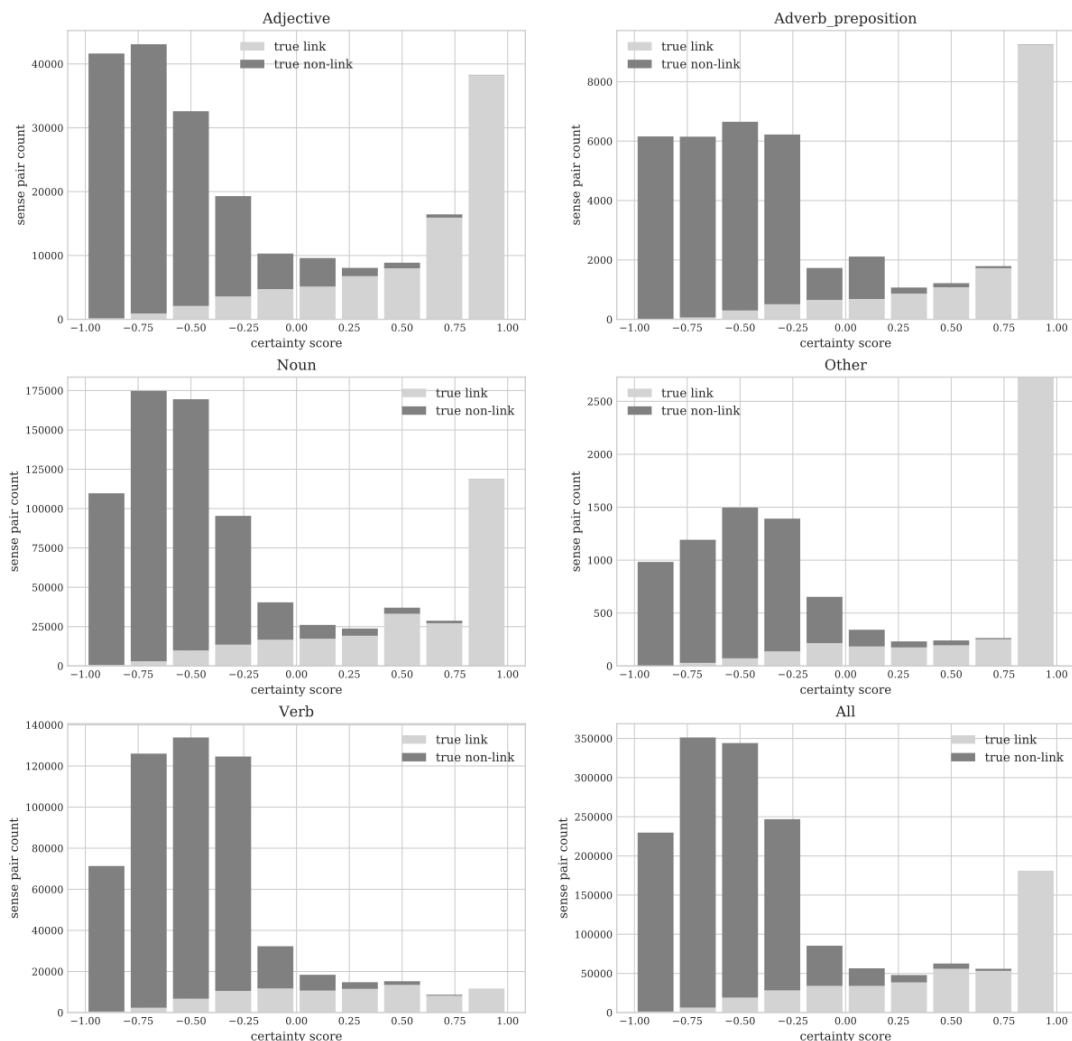 Adjective
true link
true non-link
40000
30000
20000
10000
0
sense pair count
−1.00 −0.75 −0.50 −0.25 0.00 0.25 0.50 0.75 1.00
certainty score
Adverb_preposition
true link
true non-link
8000
6000
4000
2000
0
sense pair count
−1.00 −0.75 −0.50 −0.25 0.00 0.25 0.50 0.75 1.00
certainty score
Noun
true link
true non-link
175000
150000
125000
100000
75000
50000
25000
0
sense pair count
−1.00 −0.75 −0.50 −0.25 0.00 0.25 0.50 0.75 1.00
certainty score
Other
true link
true non-link
2500
2000
1500
1000
500
0
sense pair count
−1.00 −0.75 −0.50 −0.25 0.00 0.25 0.50 0.75 1.00
certainty score
Verb
true link
true non-link
140000
120000
100000
80000
60000
40000
20000
0
sense pair count
−1.00 −0.75 −0.50 −0.25 0.00 0.25 0.50 0.75 1.00
certainty score
All
true link
true non-link
350000
300000
250000
200000
150000
100000
50000
0
sense pair count
−1.00 −0.75 −0.50 −0.25 0.00 0.25 0.50 0.75 1.00
certainty score